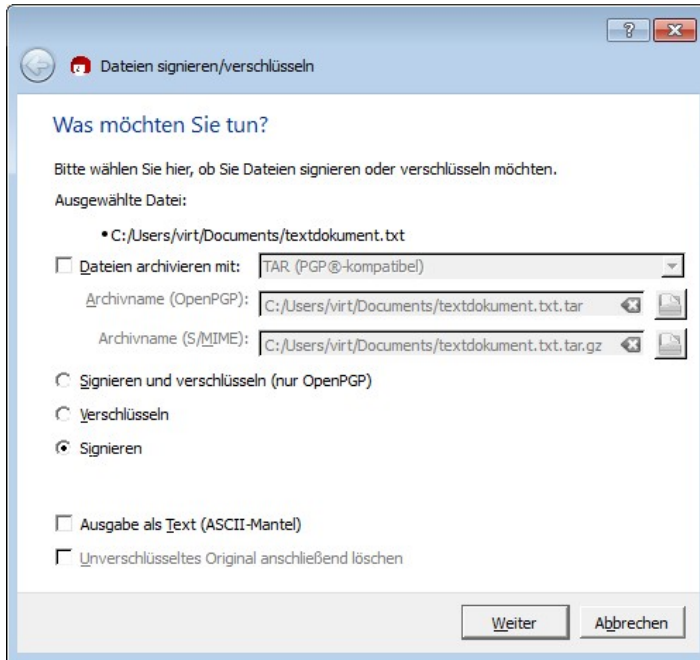 ?
Dateien signieren/verschlüsseln
Was möchten Sie tun?
Bitte wählen Sie hier, ob Sie Dateien signieren oder verschlüsseln möchten.
Ausgewählte Datei:
• C:/Users/virt/Documents/textdokument.txt
Dateien archivieren mit: TAR (PGP®-kompatibel)
Archivname (OpenPGP): C:/Users/virt/Documents/textdokument.txt.tar
Archivname (S/MIME): C:/Users/virt/Documents/textdokument.txt.tar.gz
Signieren und verschlüsseln (nur OpenPGP)
Verschlüsseln
Signieren
Ausgabe als Text (ASCII-Mantel)
Unverschlüsseltes Original anschließend löschen
Weiter Abbrechen